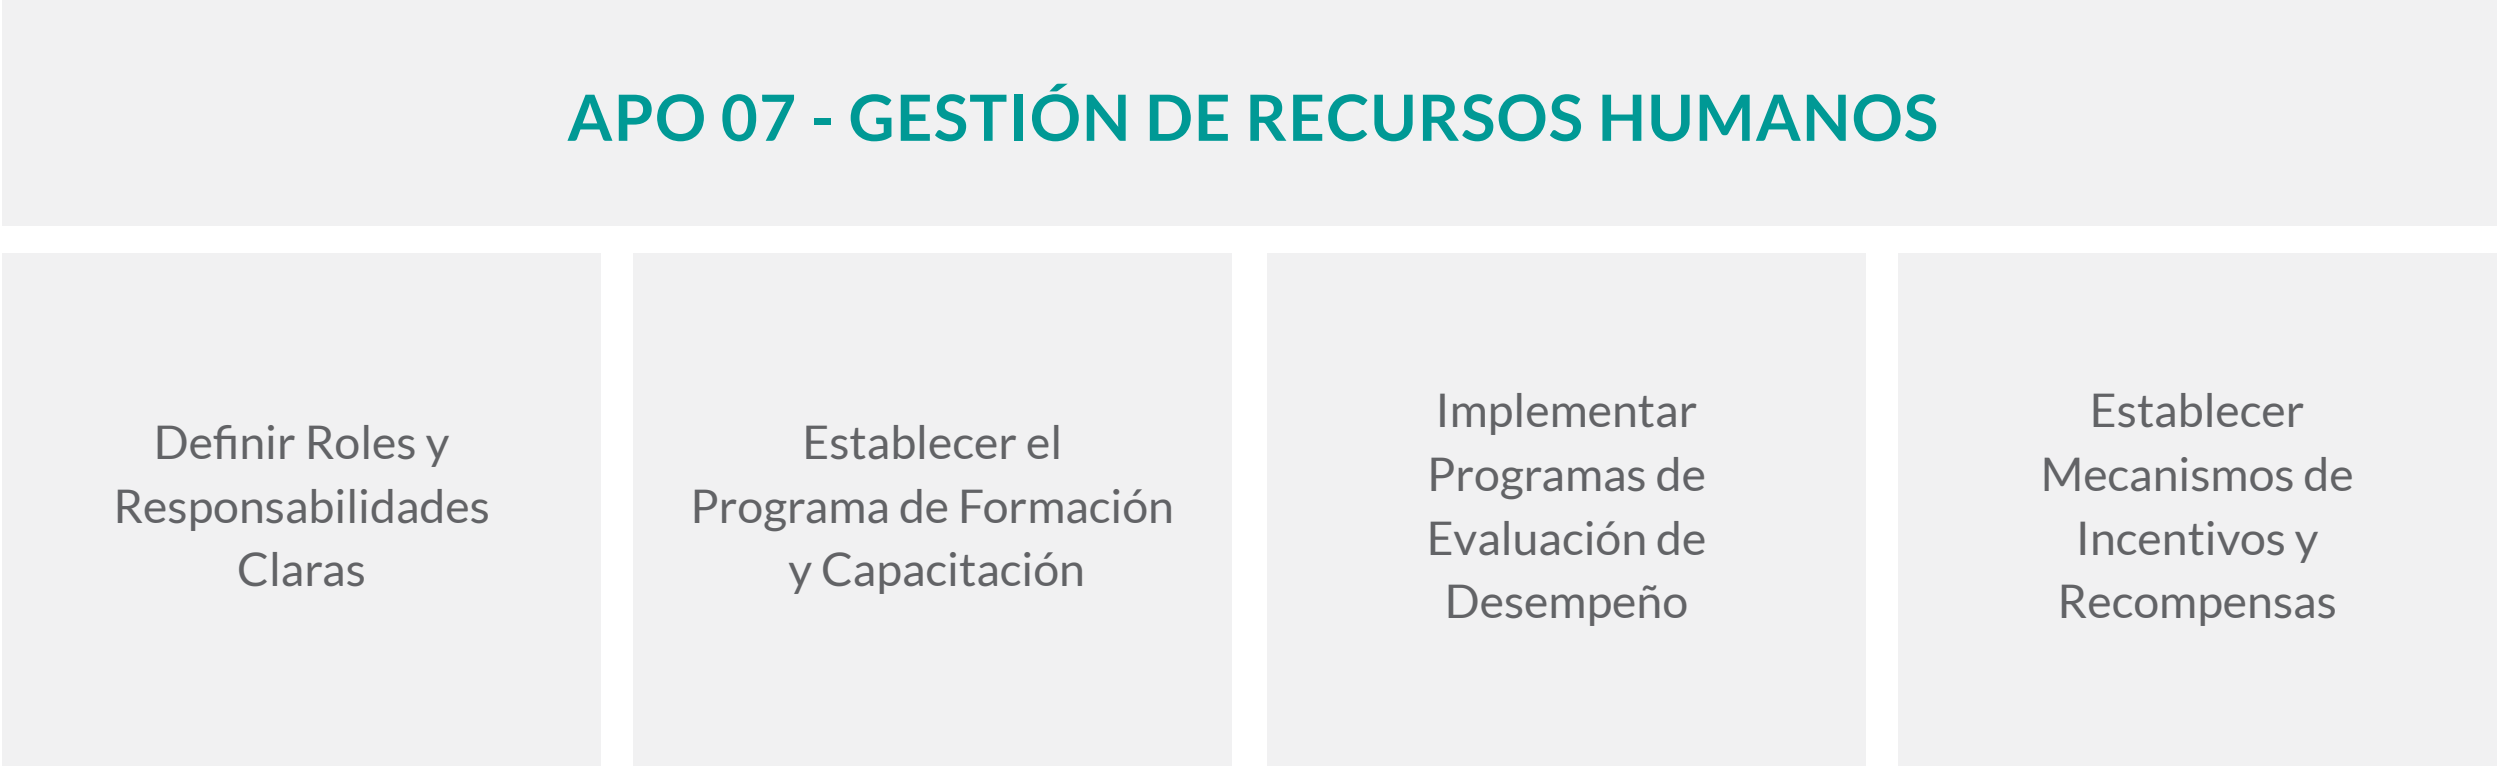 APO 07 - GESTIÓN DE RECURSOS HUMANOS
Definir Roles y
Responsabilidades
Claras
Establecer el
Programa de Formación
y Capacitación
Implementar
Programas de
Evaluación de
Desempeño
Establecer
Mecanismos de
Incentivos y
Recompensas